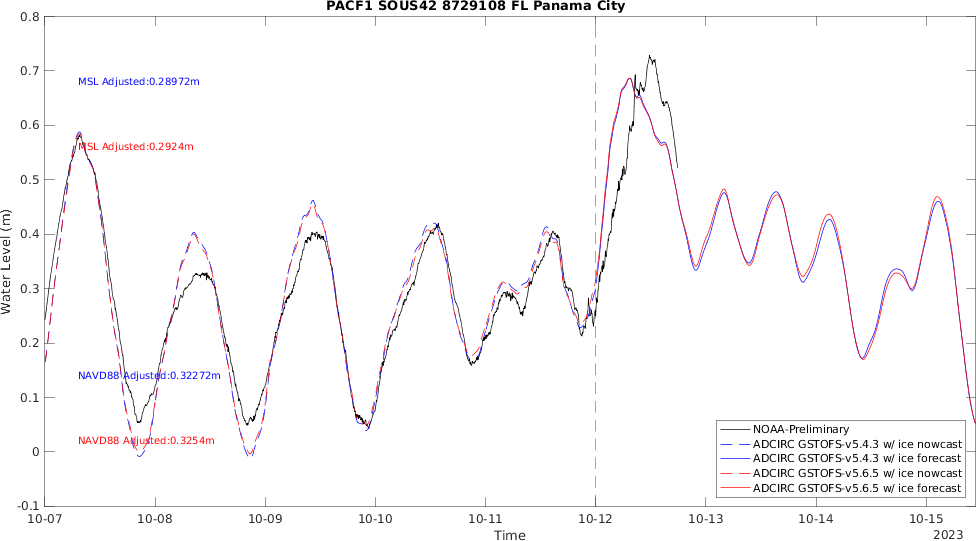 PACF1 SOUS42 8729108 FL Panama City
0.8
0.7
0.6
0.5
0.4
0.3
0.2
0.1
0
-0.1
Water Level (m)
MSL Adjusted:0.28972m
MSL Adjusted:0.2924m
NAVD88 Adjusted:0.32272m
NAVD88 Adjusted:0.3254m
NOAA-Preliminary
ADCIRC GSTOFS-v5.4.3 w/ ice nowcast
ADCIRC GSTOFS-v5.4.3 w/ ice forecast
ADCIRC GSTOFS-v5.6.5 w/ ice nowcast
ADCIRC GSTOFS-v5.6.5 w/ ice forecast
10-07 10-08 10-09 10-10 10-11 10-12 10-13 10-14 10-15
Time
2023